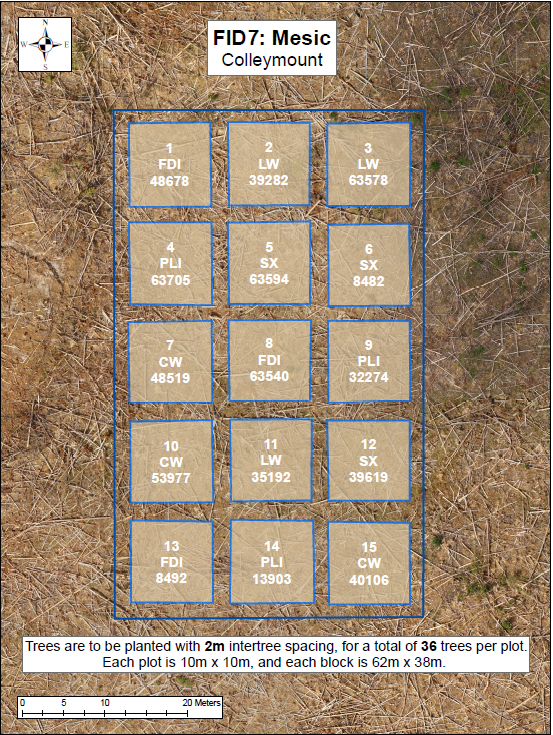 N
W E
S
FID7: Mesic
Colleymount
1
FDI
48678
2
LW
39282
3
LW
63578
4
PLI
63705
5
SX
63594
6
SX
8482
7
CW
48519
8
FDI
63540
9
PLI
32274
10
CW
53977
11
LW
35192
12
SX
39619
13
FDI
8492
14
PLI
13903
15
CW
40106
Trees are to be planted with 2m intertree spacing, for a total of 36 trees per plot.
Each plot is 10m x 10m, and each block is 62m x 38m.
0 5 10 20 Meters